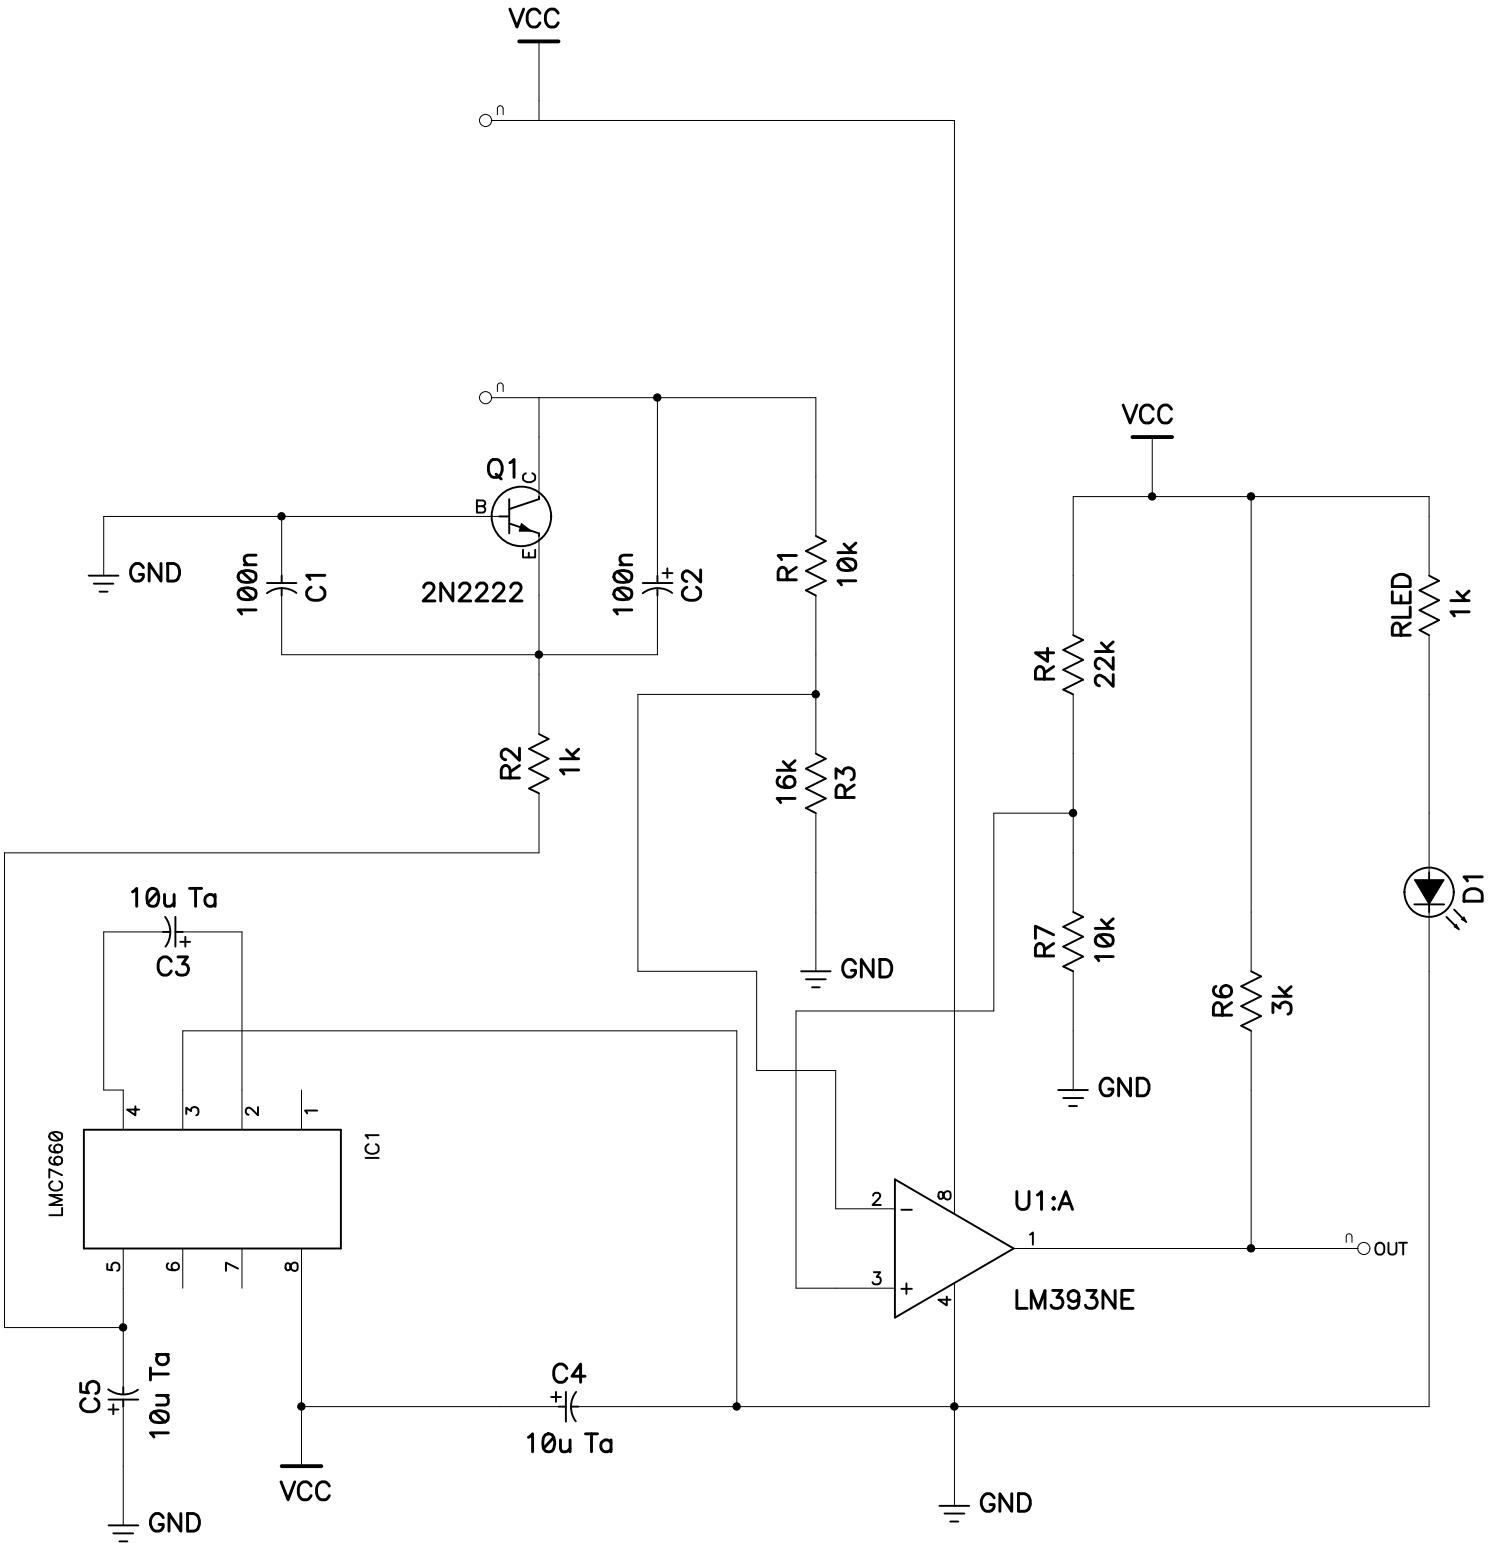 VCC
n
n
VCC
Q1
C
B
E
GND
100n
C1
2N2222
100n
+
C2
R1
10k
RLED
1k
R4
22k
R2
1k
16k
R3
10u Ta
+
C3
D1
GND
R7
10k
R6
3k
GND
4
3
2
1
LMC7660
IC1
8
U1:A
2
−
1
n
OUT
3
+
4
LM393NE
5
6
7
8
C5
+
10u Ta
C4
+
10u Ta
VCC
GND
GND